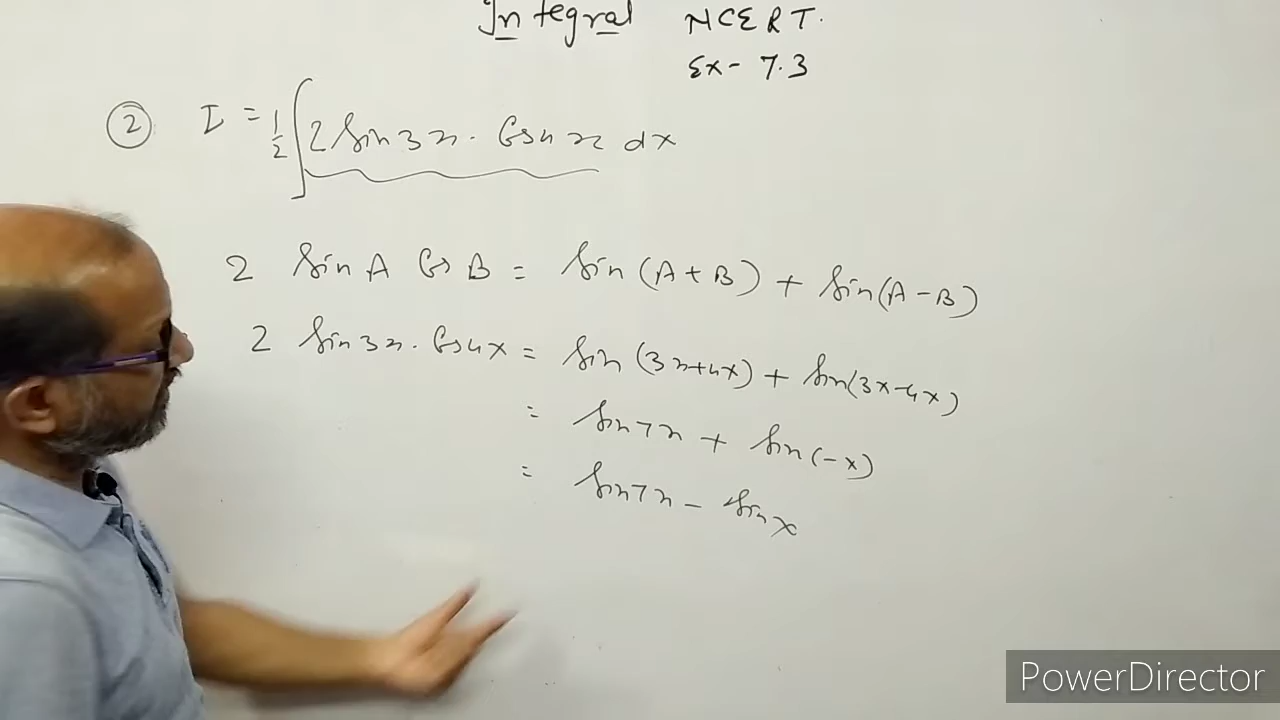 Integral NCERT.
Ex- 7.3
② I = 1/2 ∫ 2 Sin 3x . Cos 4x dx
2 Sin A Cos B = Sin (A + B) + Sin (A - B)
2 Sin 3x . Cos 4x = Sin (3x+4x) + Sin (3x-4x)
= Sin 7x + Sin (-x)
= Sin 7x - Sin x
PowerDirector